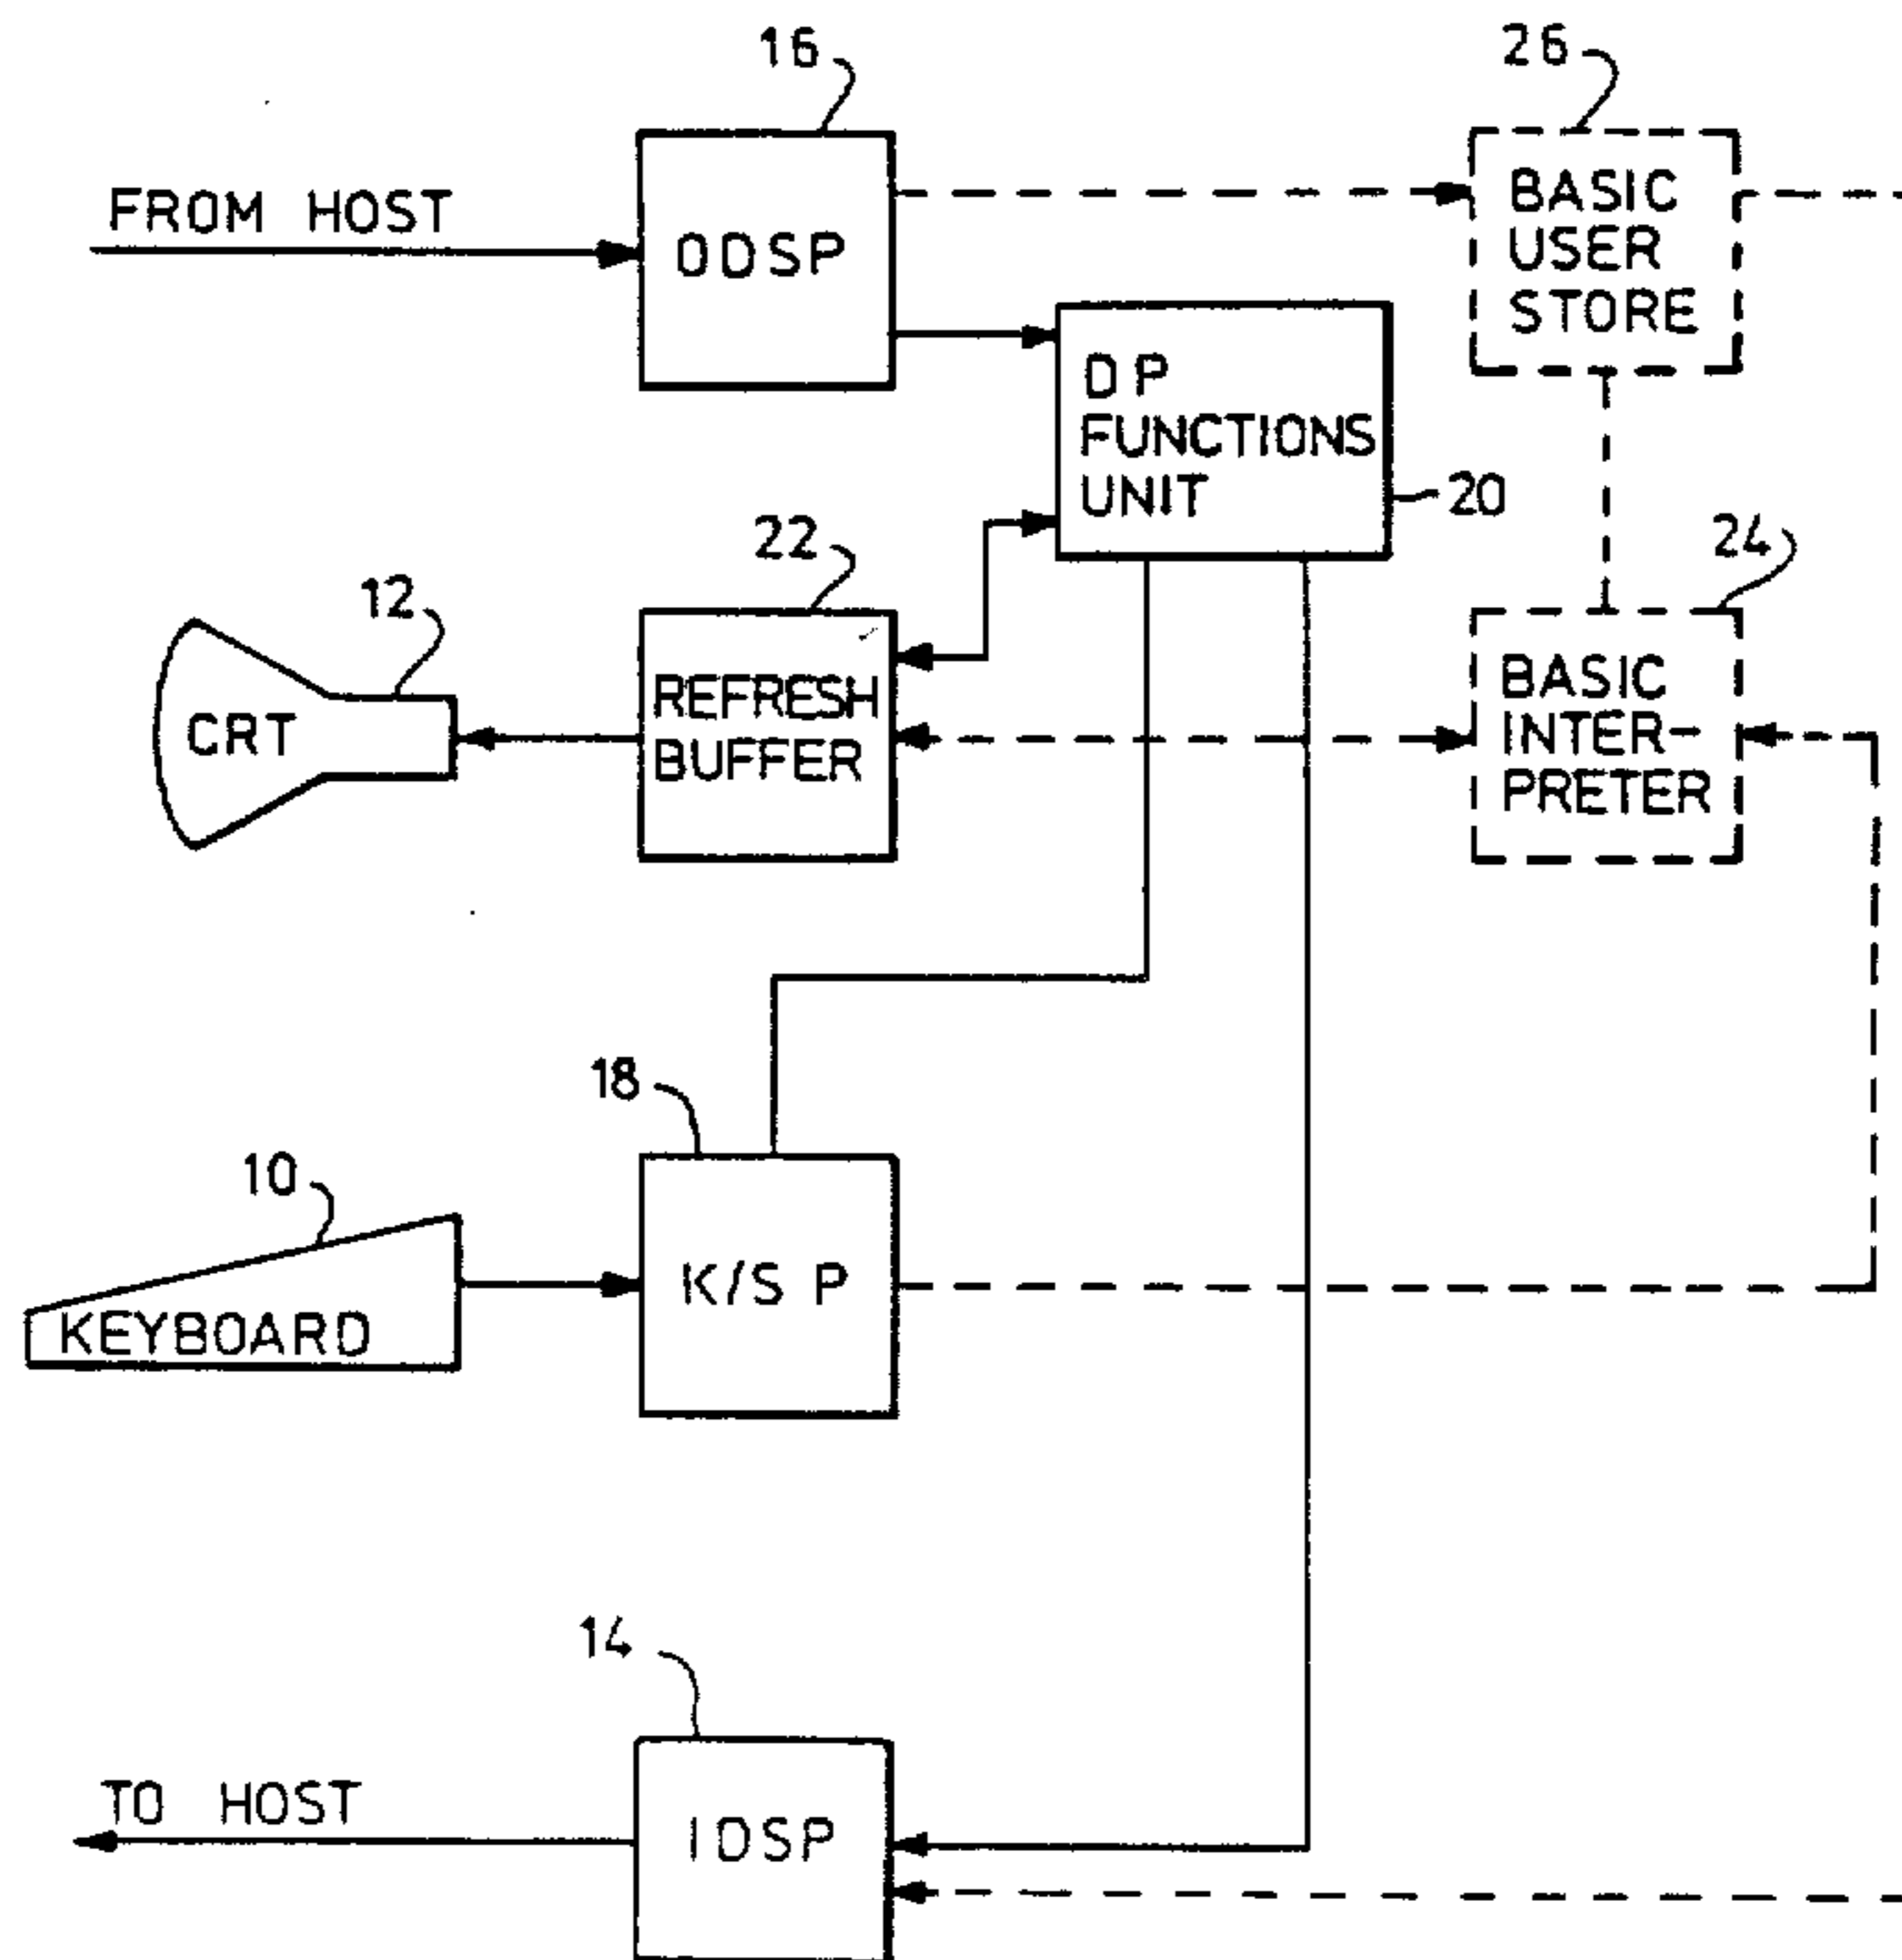 16
26
FROM HOST
ODSP
BASIC
USER
STORE
DP
FUNCTIONS
UNIT
20
22
24
12
CRT
REFRESH
BUFFER
BASIC
INTER-
PRETER
18
10
K/S P
KEYBOARD
14
TO HOST
IDSP